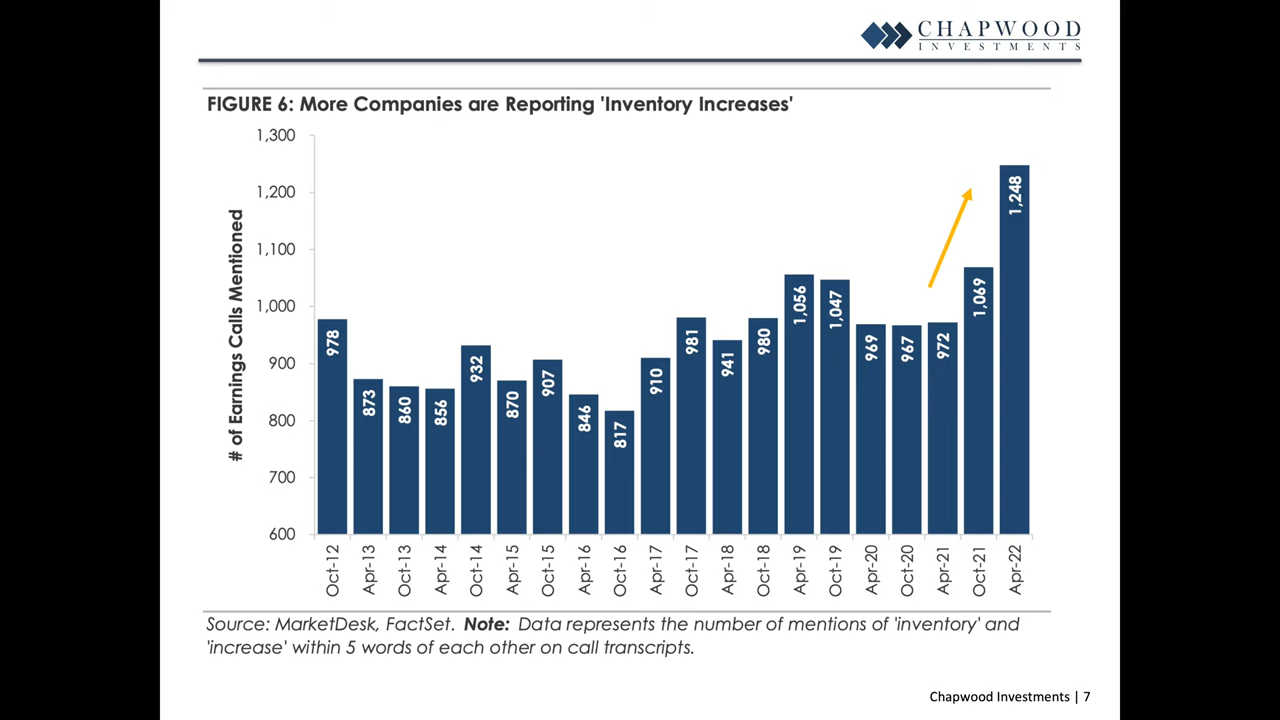 CHAPWOOD
INVESTMENTS
FIGURE 6: More Companies are Reporting 'Inventory Increases'
# of Earnings Calls Mentioned
1,300
1,200
1,100
1,000
900
800
700
600
978
873
860
856
932
870
907
846
817
910
981
941
980
1,056
1,047
969
967
972
1,069
1,248
Oct-12
Apr-13
Oct-13
Apr-14
Oct-14
Apr-15
Oct-15
Apr-16
Oct-16
Apr-17
Oct-17
Apr-18
Oct-18
Apr-19
Oct-19
Apr-20
Oct-20
Apr-21
Oct-21
Apr-22
Source: MarketDesk, FactSet. Note: Data represents the number of mentions of 'inventory' and
'increase' within 5 words of each other on call transcripts.
Chapwood Investments | 7